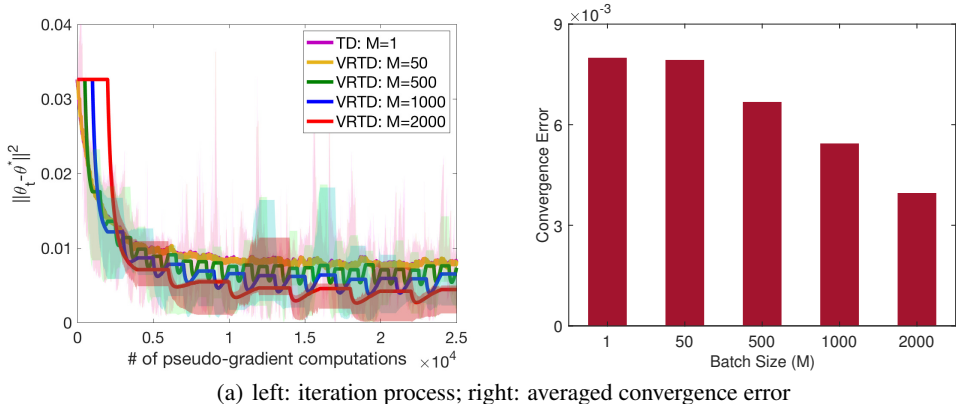 0.04
0.03
0.02
0.01
0
||θ_t-θ^*||^2
TD: M=1
VRTD: M=50
VRTD: M=500
VRTD: M=1000
VRTD: M=2000
0 0.5 1 1.5 2 2.5
# of pseudo-gradient computations ×10^4
9 ×10^-3
6
3
0
Convergence Error
1 50 500 1000 2000
Batch Size (M)
(a) left: iteration process; right: averaged convergence error